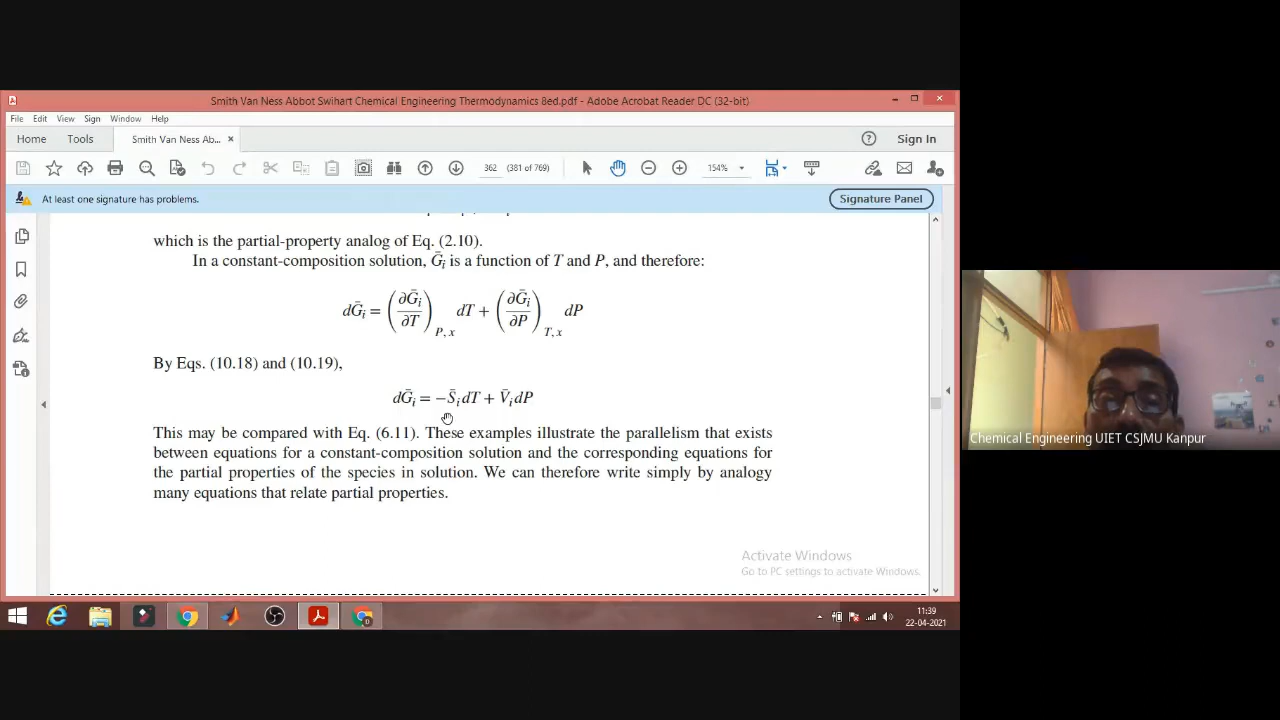 Smith Van Ness Abbot Swihart Chemical Engineering Thermodynamics 8ed.pdf - Adobe Acrobat Reader DC (32-bit)
File Edit View Sign Window Help
Home Tools Smith Van Ness Ab... × Sign In
362 (381 of 769) 154%
At least one signature has problems. Signature Panel
which is the partial-property analog of Eq. (2.10).
In a constant-composition solution, Ḡᵢ is a function of T and P, and therefore:
dḠᵢ = (∂Ḡᵢ/∂T)P,x dT + (∂Ḡᵢ/∂P)T,x dP
By Eqs. (10.18) and (10.19),
dḠᵢ = −S̄ᵢ dT + V̄ᵢ dP
This may be compared with Eq. (6.11). These examples illustrate the parallelism that exists
between equations for a constant-composition solution and the corresponding equations for
the partial properties of the species in solution. We can therefore write simply by analogy
many equations that relate partial properties.
Activate Windows
Go to PC settings to activate Windows.
11:39
22-04-2021
Chemical Engineering UIET CSJMU Kanpur